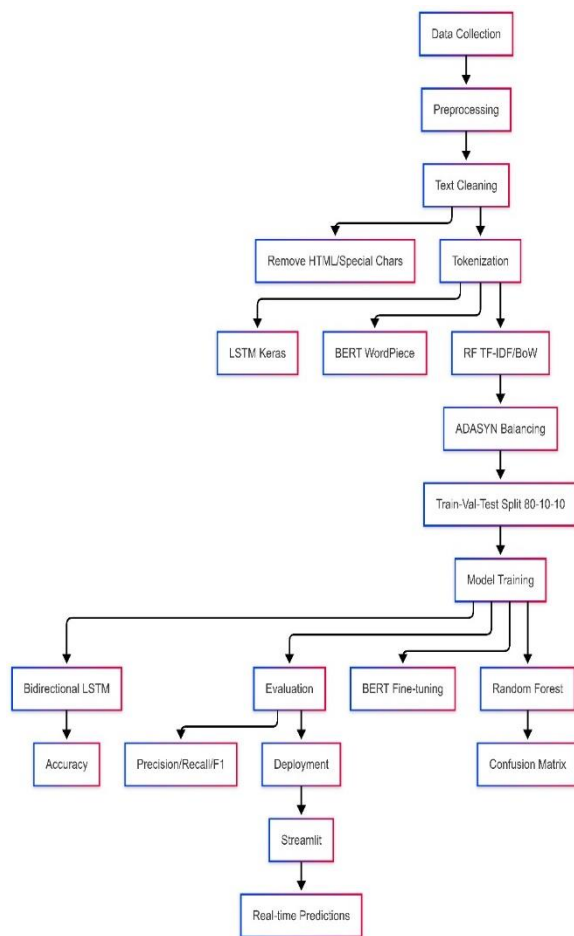 Data Collection
Preprocessing
Text Cleaning
Remove HTML/Special Chars
Tokenization
LSTM Keras
BERT WordPiece
RF TF-IDF/BoW
ADASYN Balancing
Train-Val-Test Split 80-10-10
Model Training
Bidirectional LSTM
Evaluation
BERT Fine-tuning
Random Forest
Accuracy
Precision/Recall/F1
Deployment
Confusion Matrix
Streamlit
Real-time Predictions